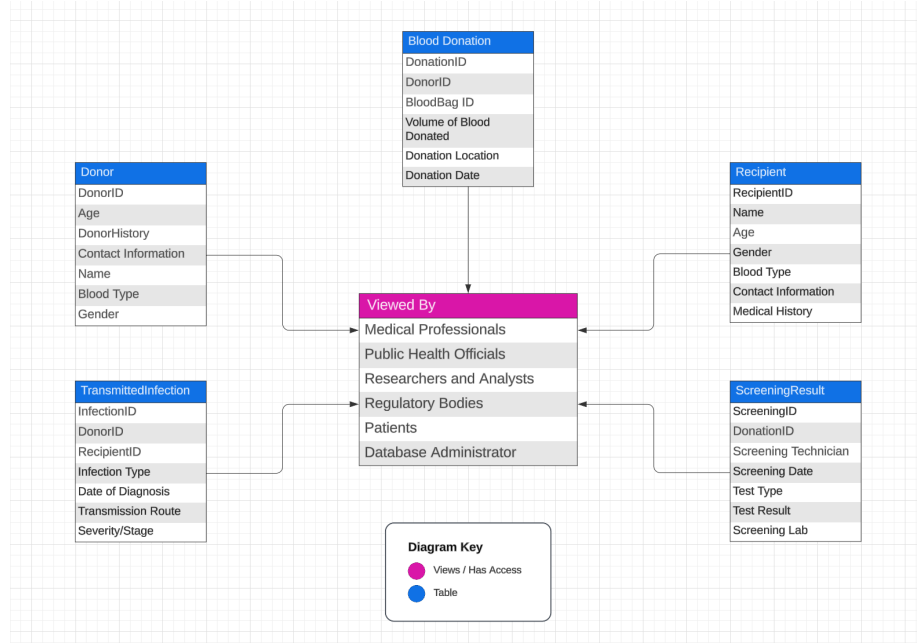 Blood Donation
DonationID
DonorID
BloodBag ID
Volume of Blood
Donated
Donation Location
Donation Date
Donor
DonorID
Age
DonorHistory
Contact Information
Name
Blood Type
Gender
Recipient
RecipientID
Name
Age
Gender
Blood Type
Contact Information
Medical History
Viewed By
Medical Professionals
Public Health Officials
Researchers and Analysts
Regulatory Bodies
Patients
Database Administrator
TransmittedInfection
InfectionID
DonorID
RecipientID
Infection Type
Date of Diagnosis
Transmission Route
Severity/Stage
ScreeningResult
ScreeningID
DonationID
Screening Technician
Screening Date
Test Type
Test Result
Screening Lab
Diagram Key
Views / Has Access
Table